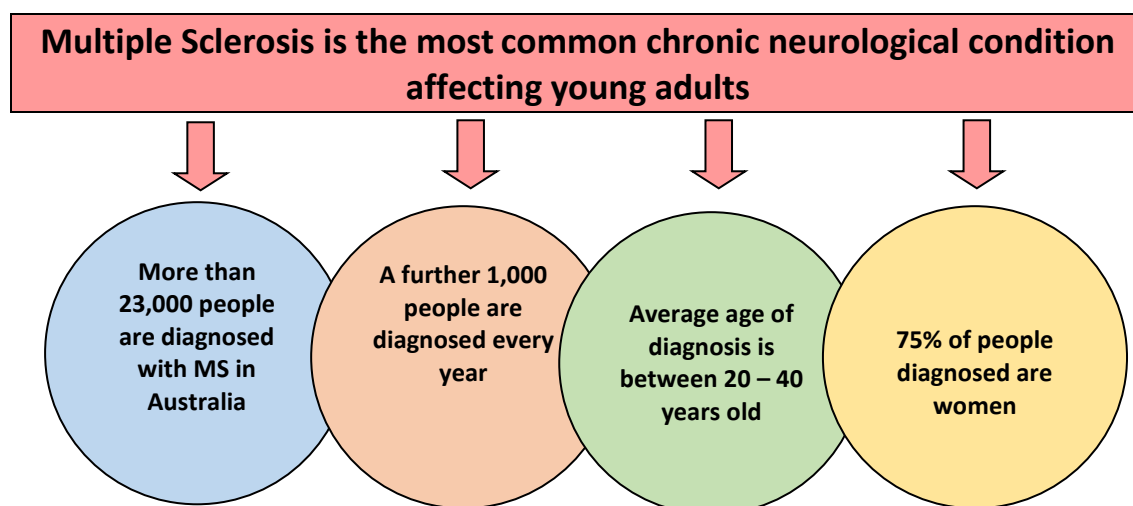 Multiple Sclerosis is the most common chronic neurological condition
affecting young adults
More than
23,000 people
are diagnosed
with MS in
Australia
A further 1,000
people are
diagnosed every
year
Average age of
diagnosis is
between 20 – 40
years old
75% of people
diagnosed are
women